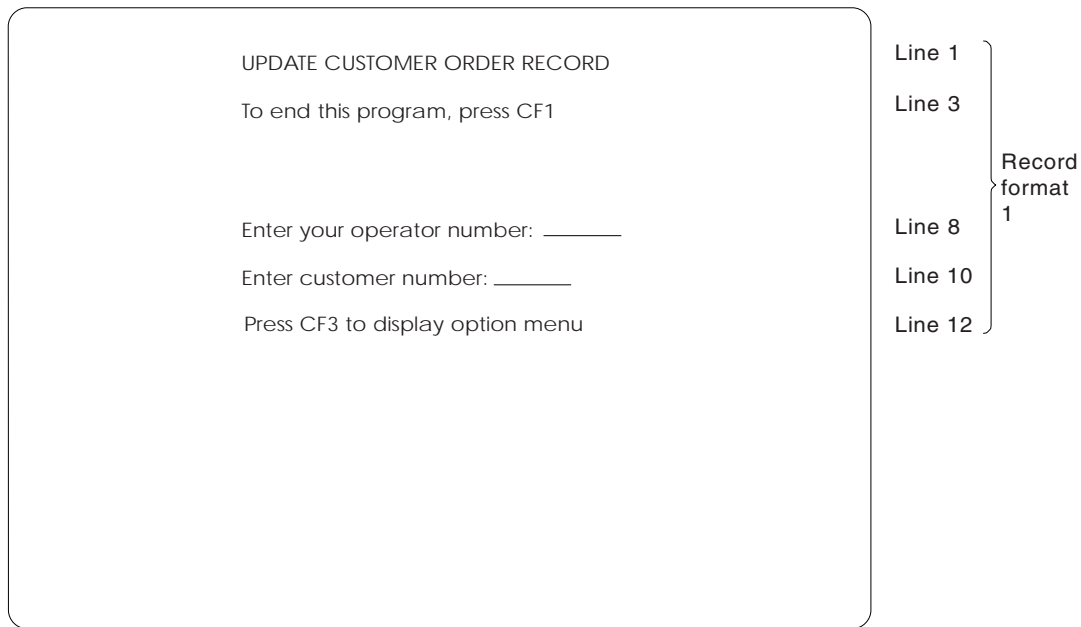 UPDATE CUSTOMER ORDER RECORD
Line 1
To end this program, press CF1
Line 3
Record
format
1
Enter your operator number:
Line 8
Enter customer number:
Line 10
Press CF3 to display option menu
Line 12